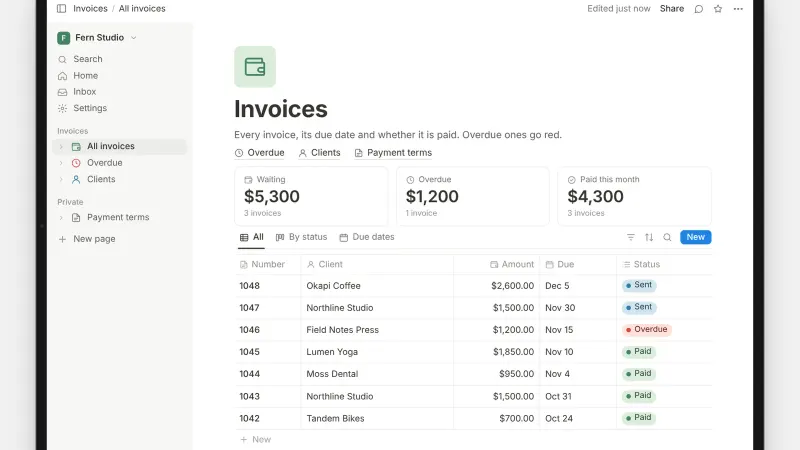 Invoices / All invoices
Edited just now Share
Fern Studio
Search
Home
Inbox
Settings
Invoices
All invoices
Overdue
Clients
Private
Payment terms
New page
Invoices
Every invoice, its due date and whether it is paid. Overdue ones go red.
Overdue Clients Payment terms
Waiting
$5,300
3 invoices
Overdue
$1,200
1 invoice
Paid this month
$4,300
3 invoices
All By status Due dates New
Number Client Amount Due Status
1048 Okapi Coffee $2,600.00 Dec 5 Sent
1047 Northline Studio $1,500.00 Nov 30 Sent
1046 Field Notes Press $1,200.00 Nov 15 Overdue
1045 Lumen Yoga $1,850.00 Nov 10 Paid
1044 Moss Dental $950.00 Nov 4 Paid
1043 Northline Studio $1,500.00 Oct 31 Paid
1042 Tandem Bikes $700.00 Oct 24 Paid
New